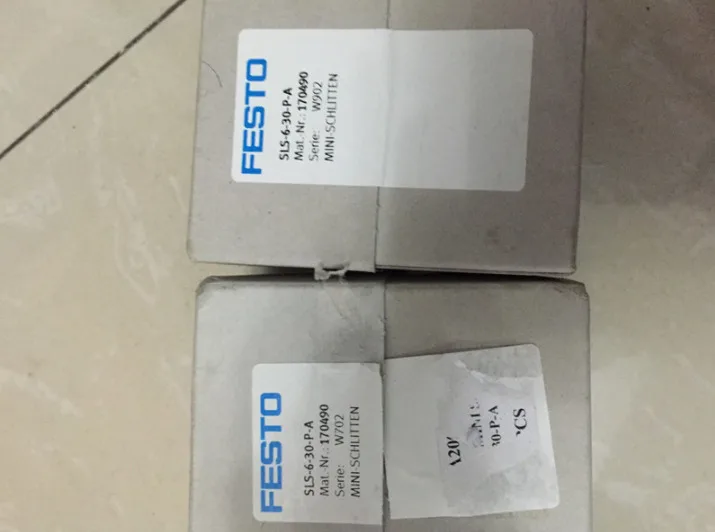 FESTO
SLS-6-30-P-A
Mat.-Nr.: 170490
Serie: W902
MINI-SCHLITTEN
FESTO
SLS-6-30-P-A
Mat.-Nr.: 170490
Serie: W702
MINI-SCHLITTEN
30-P-A